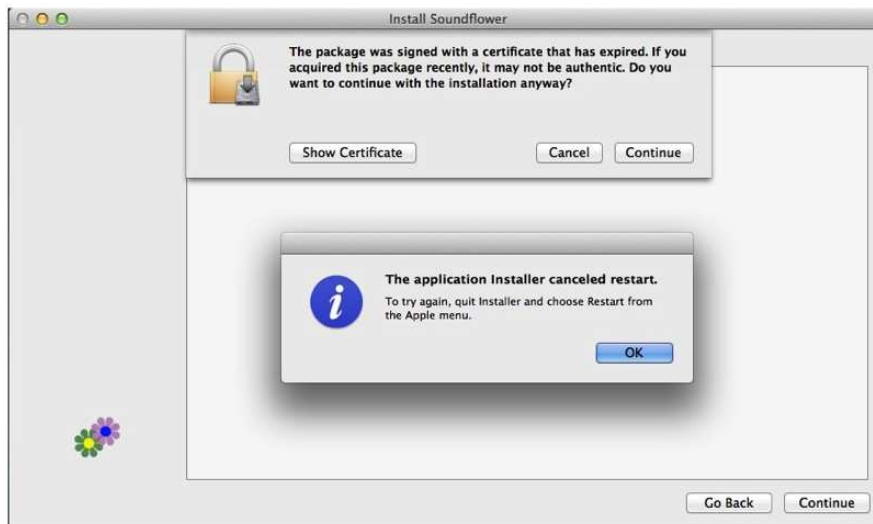 Install Soundflower
The package was signed with a certificate that has expired. If you
acquired this package recently, it may not be authentic. Do you
want to continue with the installation anyway?
Show Certificate
Cancel
Continue
The application Installer canceled restart.
To try again, quit Installer and choose Restart from
the Apple menu.
OK
Go Back
Continue